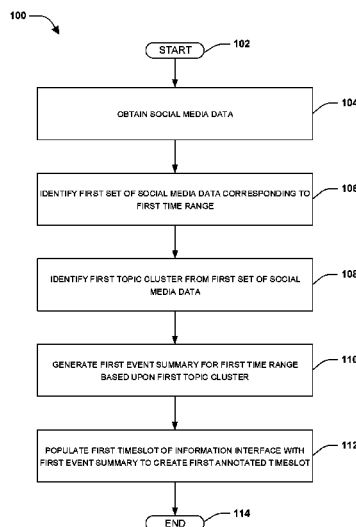 100
START
102
OBTAIN SOCIAL MEDIA DATA
104
IDENTIFY FIRST SET OF SOCIAL MEDIA DATA CORRESPONDING TO
FIRST TIME RANGE
106
IDENTIFY FIRST TOPIC CLUSTER FROM FIRST SET OF SOCIAL
MEDIA DATA
108
GENERATE FIRST EVENT SUMMARY FOR FIRST TIME RANGE
BASED UPON FIRST TOPIC CLUSTER
110
POPULATE FIRST TIMESLOT OF INFORMATION INTERFACE WITH
FIRST EVENT SUMMARY TO CREATE FIRST ANNOTATED TIMESLOT
112
END
114